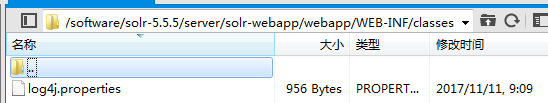 /software/solr-5.5.5/server/solr-webapp/webapp/WEB-INF/classes
名称 大小 类型 修改时间
..
log4j.properties 956 Bytes PROPERT... 2017/11/11, 9:09